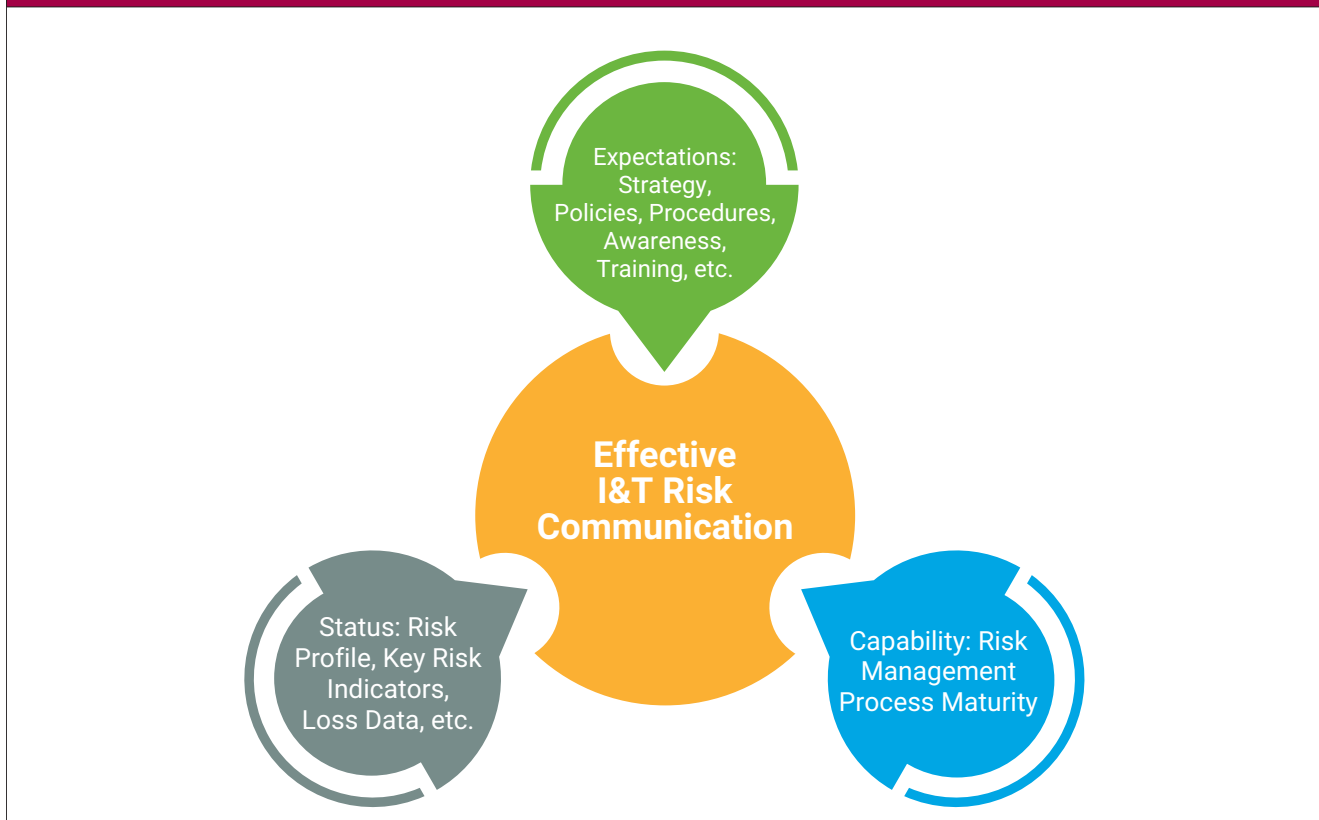 Expectations:
Strategy,
Policies, Procedures,
Awareness,
Training, etc.
Effective
I&T Risk
Communication
Status: Risk
Profile, Key Risk
Indicators,
Loss Data, etc.
Capability: Risk
Management
Process Maturity